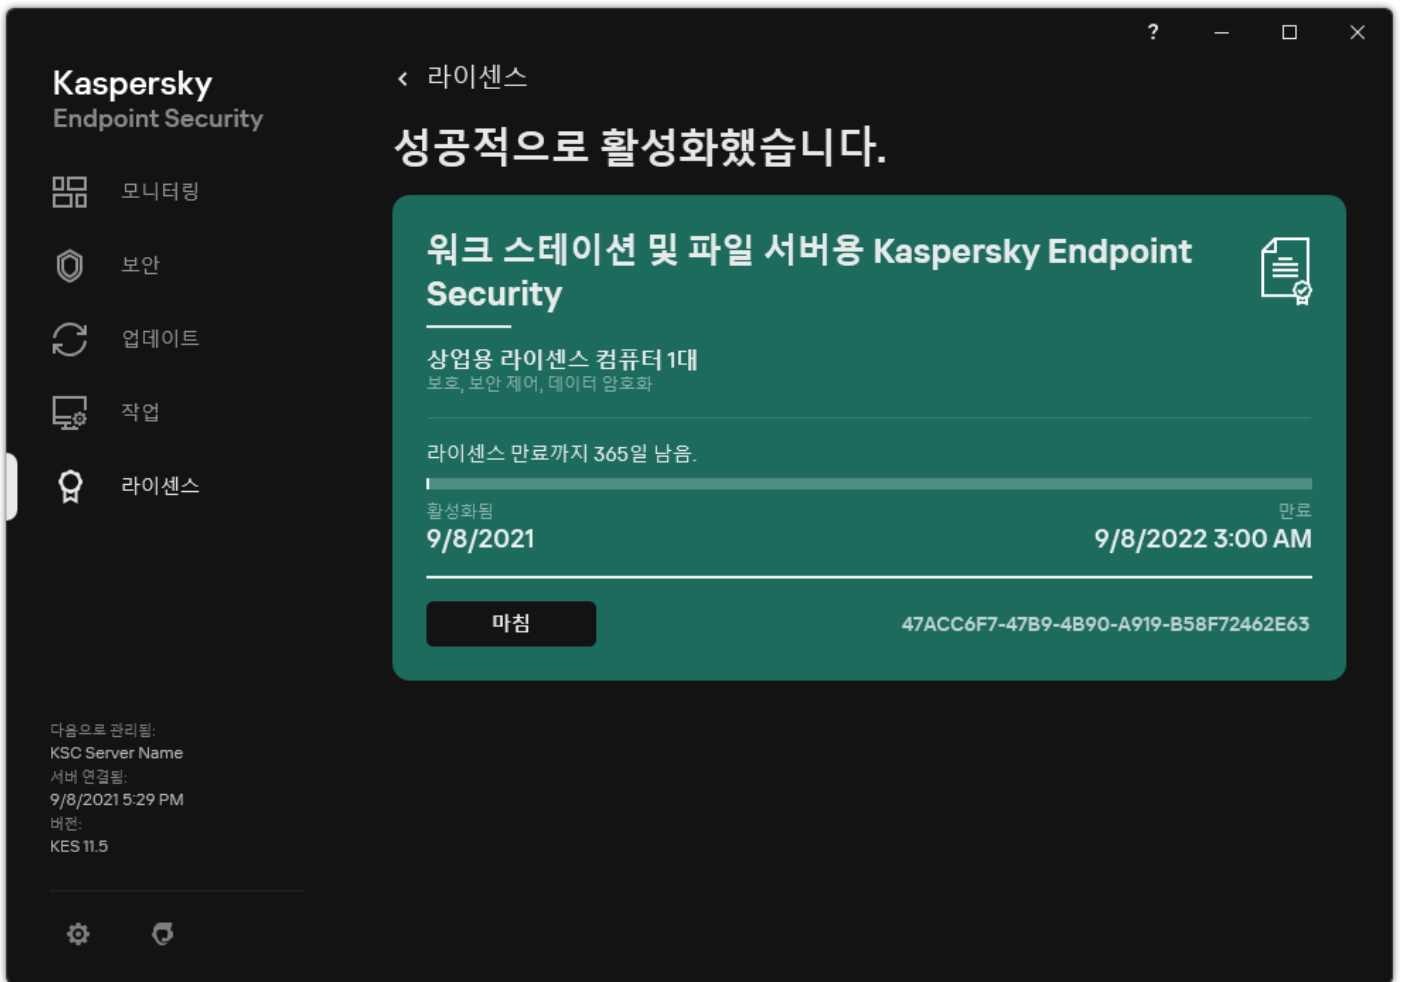 ?
Kaspersky
Endpoint Security
모니터링
보안
업데이트
작업
라이센스
다음으로 관리됨:
KSC Server Name
서버 연결됨:
9/8/2021 5:29 PM
버전:
KES 11.5
라이센스
성공적으로 활성화했습니다.
워크 스테이션 및 파일 서버용 Kaspersky Endpoint
Security
상업용 라이센스 컴퓨터 1대
보호, 보안 제어, 데이터 암호화
라이센스 만료까지 365일 남음.
활성화됨 만료
9/8/2021 9/8/2022 3:00 AM
마침 47ACC6F7-47B9-4B90-A919-B58F72462E63